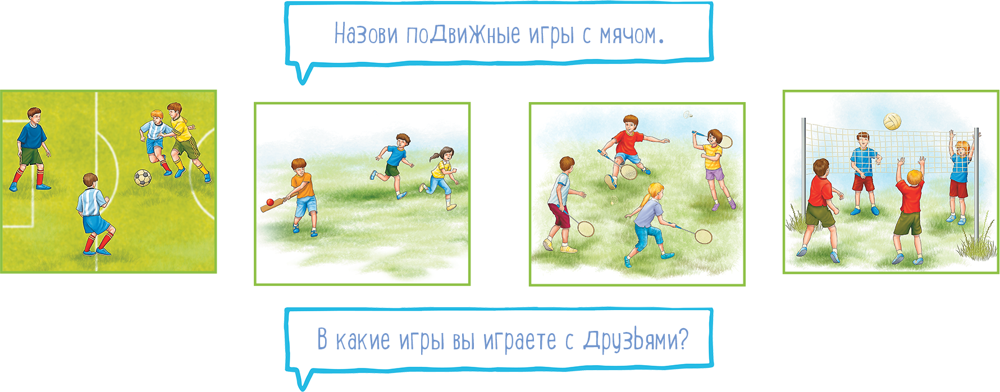 Назови подвижные игры с мячом.
В какие игры вы играете с друзьями?